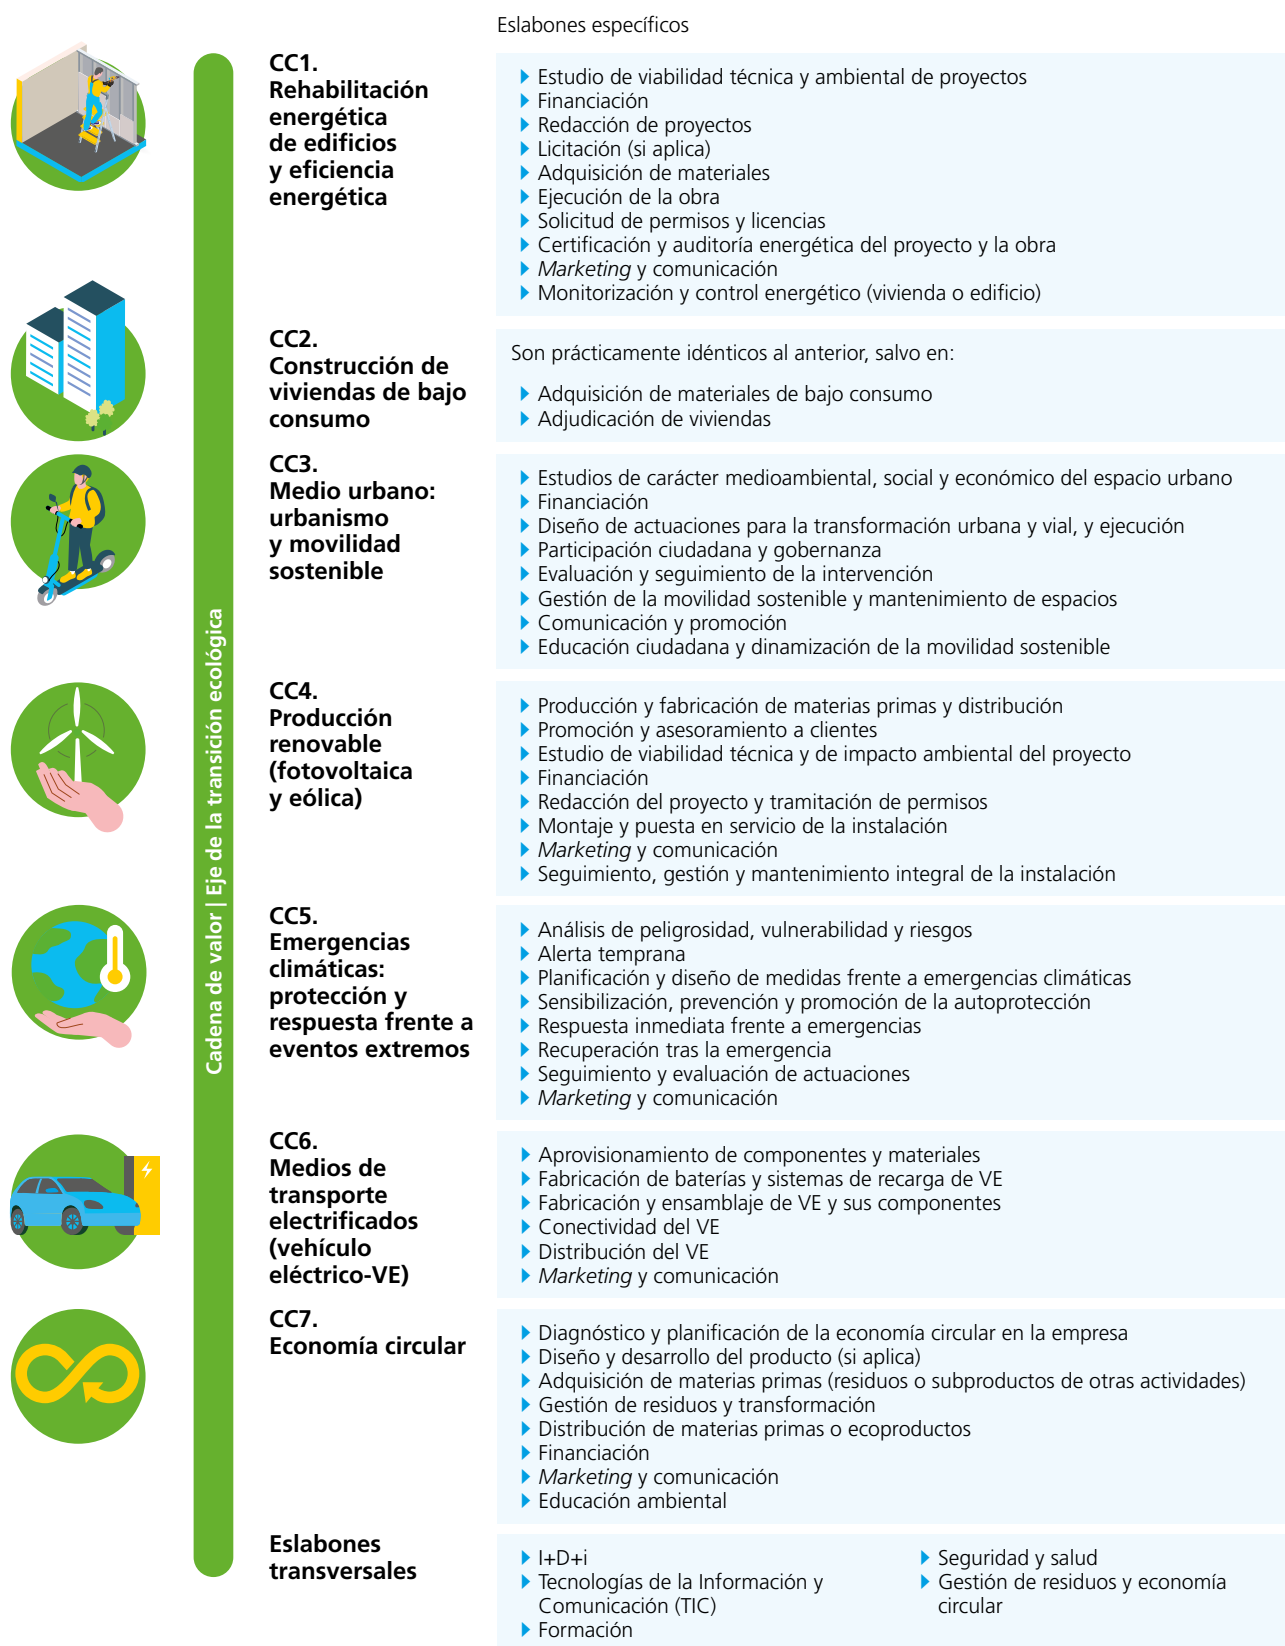 Eslabones específicos
Cadena de valor | Eje de la transición ecológica
CC1.
Rehabilitación
energética
de edificios
y eficiencia
energética
Estudio de viabilidad técnica y ambiental de proyectos
Financiación
Redacción de proyectos
Licitación (si aplica)
Adquisición de materiales
Ejecución de la obra
Solicitud de permisos y licencias
Certificación y auditoría energética del proyecto y la obra
Marketing y comunicación
Monitorización y control energético (vivienda o edificio)
CC2.
Construcción de
viviendas de bajo
consumo
Son prácticamente idénticos al anterior, salvo en:
Adquisición de materiales de bajo consumo
Adjudicación de viviendas
CC3.
Medio urbano:
urbanismo
y movilidad
sostenible
Estudios de carácter medioambiental, social y económico del espacio urbano
Financiación
Diseño de actuaciones para la transformación urbana y vial, y ejecución
Participación ciudadana y gobernanza
Evaluación y seguimiento de la intervención
Gestión de la movilidad sostenible y mantenimiento de espacios
Comunicación y promoción
Educación ciudadana y dinamización de la movilidad sostenible
CC4.
Producción
renovable
(fotovoltaica
y eólica)
Producción y fabricación de materias primas y distribución
Promoción y asesoramiento a clientes
Estudio de viabilidad técnica y de impacto ambiental del proyecto
Financiación
Redacción del proyecto y tramitación de permisos
Montaje y puesta en servicio de la instalación
Marketing y comunicación
Seguimiento, gestión y mantenimiento integral de la instalación
CC5.
Emergencias
climáticas:
protección y
respuesta frente a
eventos extremos
Análisis de peligrosidad, vulnerabilidad y riesgos
Alerta temprana
Planificación y diseño de medidas frente a emergencias climáticas
Sensibilización, prevención y promoción de la autoprotección
Respuesta inmediata frente a emergencias
Recuperación tras la emergencia
Seguimiento y evaluación de actuaciones
Marketing y comunicación
CC6.
Medios de
transporte
electrificados
(vehículo
eléctrico-VE)
Aprovisionamiento de componentes y materiales
Fabricación de baterías y sistemas de recarga de VE
Fabricación y ensamblaje de VE y sus componentes
Conectividad del VE
Distribución del VE
Marketing y comunicación
CC7.
Economía circular
Diagnóstico y planificación de la economía circular en la empresa
Diseño y desarrollo del producto (si aplica)
Adquisición de materias primas (residuos o subproductos de otras actividades)
Gestión de residuos y transformación
Distribución de materias primas o ecoproductos
Financiación
Marketing y comunicación
Educación ambiental
Eslabones
transversales
I+D+i
Tecnologías de la Información y
Comunicación (TIC)
Formación
Seguridad y salud
Gestión de residuos y economía
circular